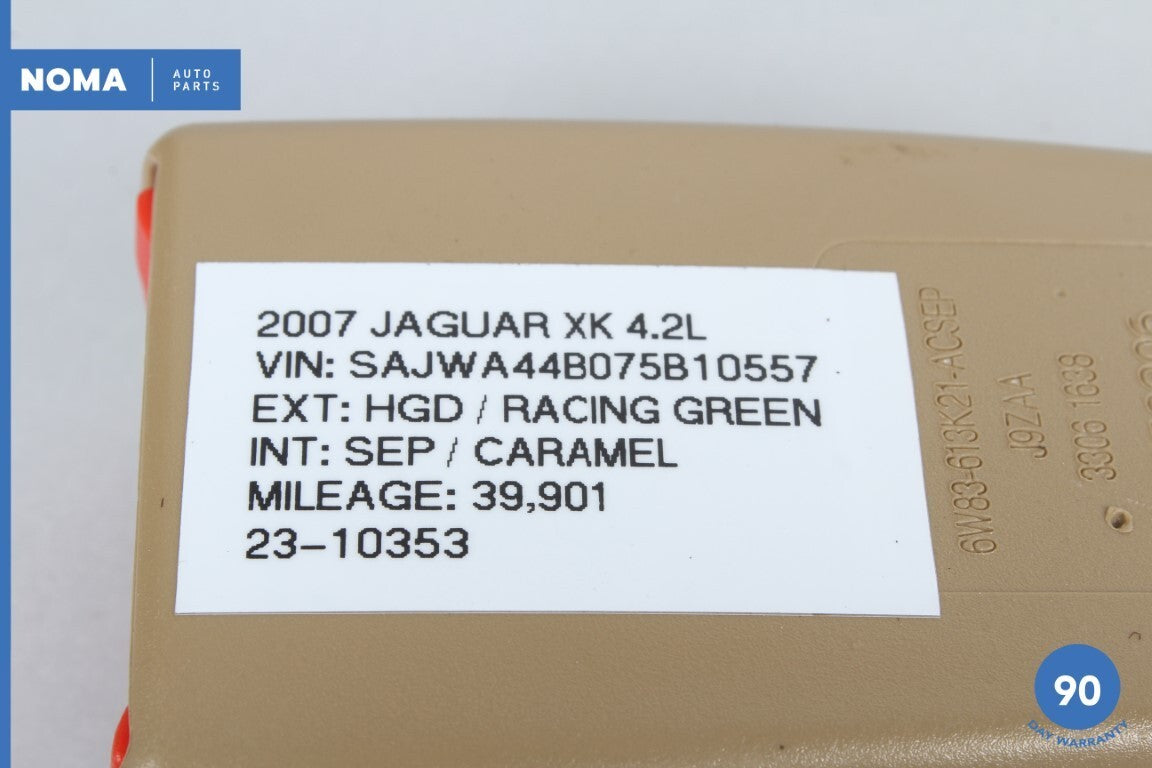 NOMA
AUTO
PARTS
2007 JAGUAR XK 4.2L
VIN: SAJWA44B075B10557
EXT: HGD / RACING GREEN
INT: SEP / CARAMEL
MILEAGE: 39,901
23-10353
6W83-613K21-ACSEP
J9ZAA
3306 1638
90
DAY WARRANTY